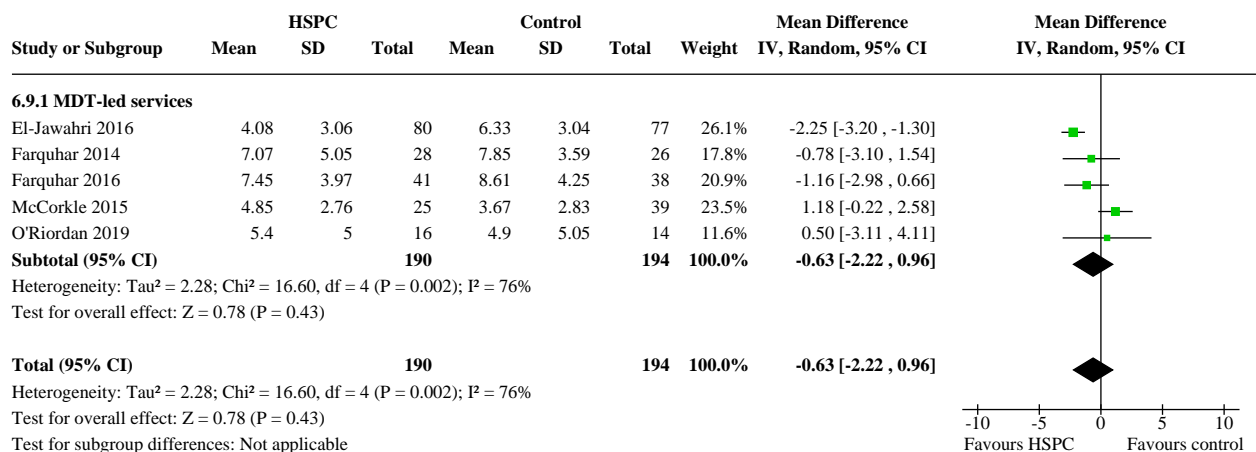 HSPC Control Mean Difference Mean Difference
Study or Subgroup Mean SD Total Mean SD Total Weight IV, Random, 95% CI IV, Random, 95% CI
6.9.1 MDT-led services
El-Jawahri 2016 4.08 3.06 80 6.33 3.04 77 26.1% -2.25 [-3.20 , -1.30]
Farquhar 2014 7.07 5.05 28 7.85 3.59 26 17.8% -0.78 [-3.10 , 1.54]
Farquhar 2016 7.45 3.97 41 8.61 4.25 38 20.9% -1.16 [-2.98 , 0.66]
McCorkle 2015 4.85 2.76 25 3.67 2.83 39 23.5% 1.18 [-0.22 , 2.58]
O'Riordan 2019 5.4 5 16 4.9 5.05 14 11.6% 0.50 [-3.11 , 4.11]
Subtotal (95% CI) 190 194 100.0% -0.63 [-2.22 , 0.96]
Heterogeneity: Tau² = 2.28; Chi² = 16.60, df = 4 (P = 0.002); I² = 76%
Test for overall effect: Z = 0.78 (P = 0.43)
Total (95% CI) 190 194 100.0% -0.63 [-2.22 , 0.96]
Heterogeneity: Tau² = 2.28; Chi² = 16.60, df = 4 (P = 0.002); I² = 76%
Test for overall effect: Z = 0.78 (P = 0.43)
Test for subgroup differences: Not applicable
-10 -5 0 5 10
Favours HSPC Favours control